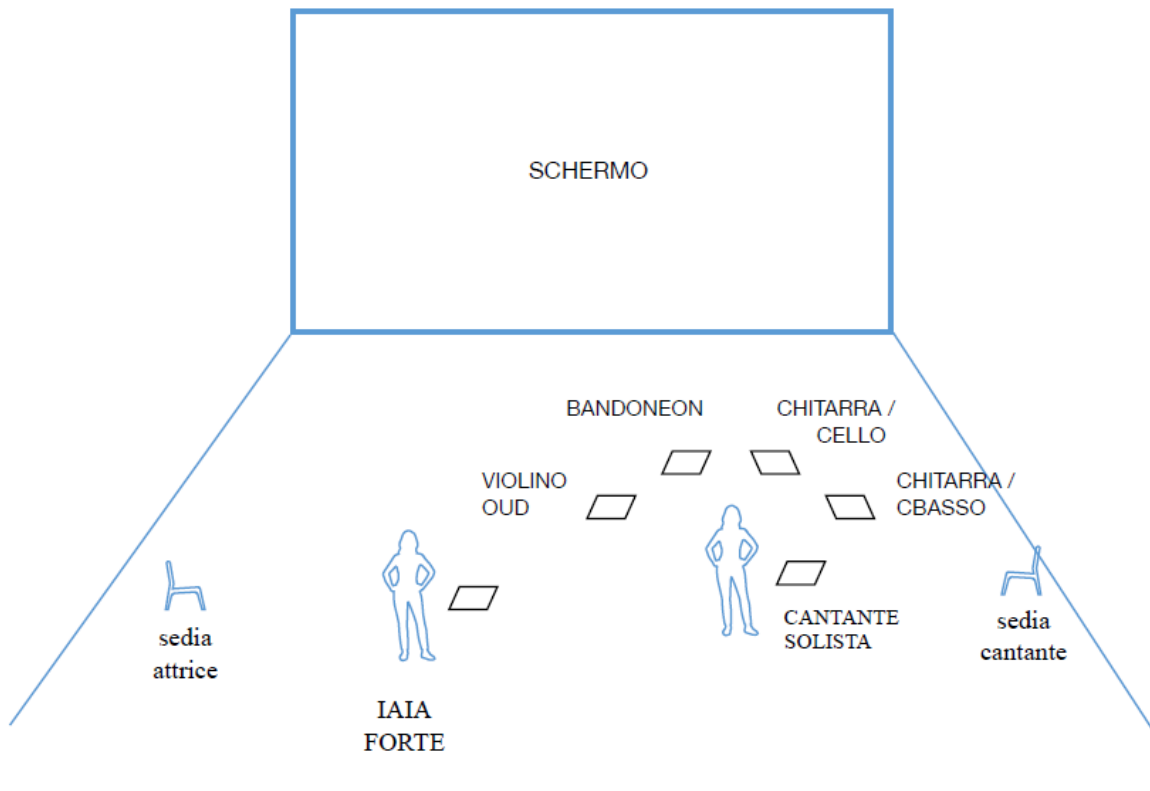 SCHERMO
BANDONEON
CHITARRA /
CELLO
VIOLINO
OUD
CHITARRA /
CBASSO
sedia
attrice
CANTANTE
SOLISTA
sedia
cantante
IAIA
FORTE